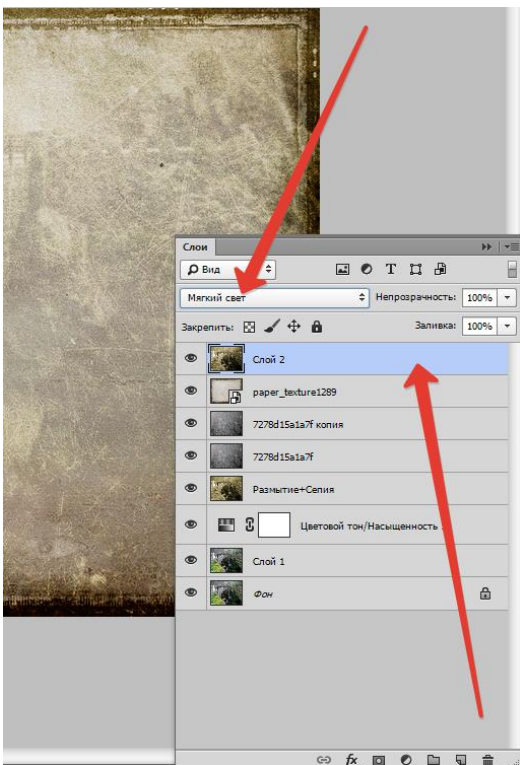 Слои
Вид
Мягкий свет
Непрозрачность: 100%
Закрепить:
Заливка: 100%
Слой 2
paper_texture1289
7278d15a1a7f копия
7278d15a1a7f
Размытие+Сепия
Цветовой тон/Насыщенность
Слой 1
Фон
fx